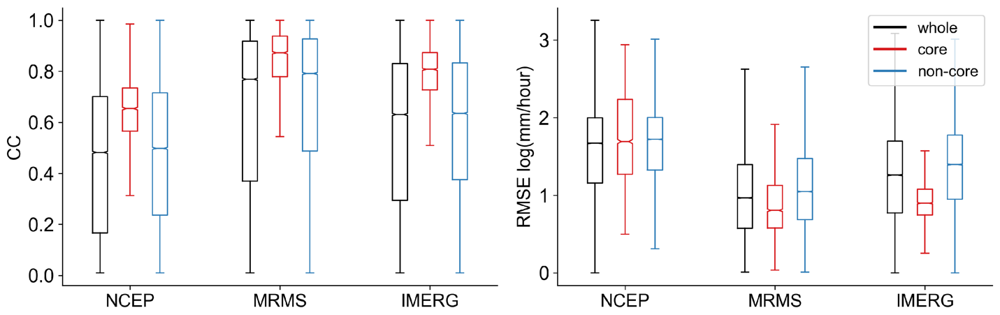 CC
1.0
0.8
0.6
0.4
0.2
0.0
NCEP MRMS IMERG
RMSE log(mm/hour)
3
2
1
0
NCEP MRMS IMERG
whole
core
non-core